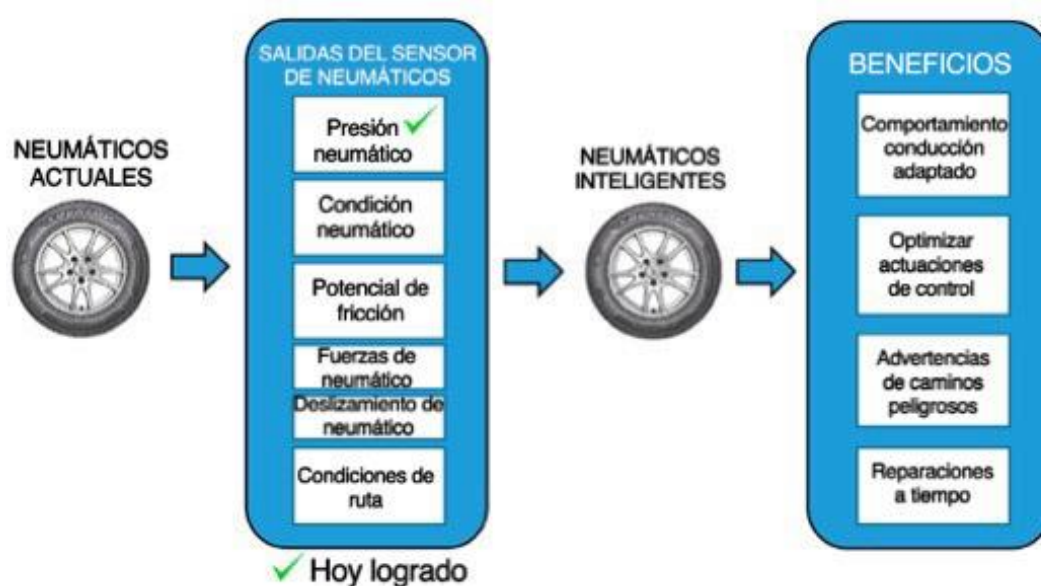 NEUMÁTICOS
ACTUALES
SALIDAS DEL SENSOR
DE NEUMÁTICOS
Presión
neumático
Condición
neumático
Potencial de
fricción
Fuerzas de
neumático
Deslizamiento de
neumático
Condiciones de
ruta
Hoy logrado
NEUMÁTICOS
INTELIGENTES
BENEFICIOS
Comportamiento
conducción
adaptado
Optimizar
actuaciones
de control
Advertencias
de caminos
peligrosos
Reparaciones
a tiempo